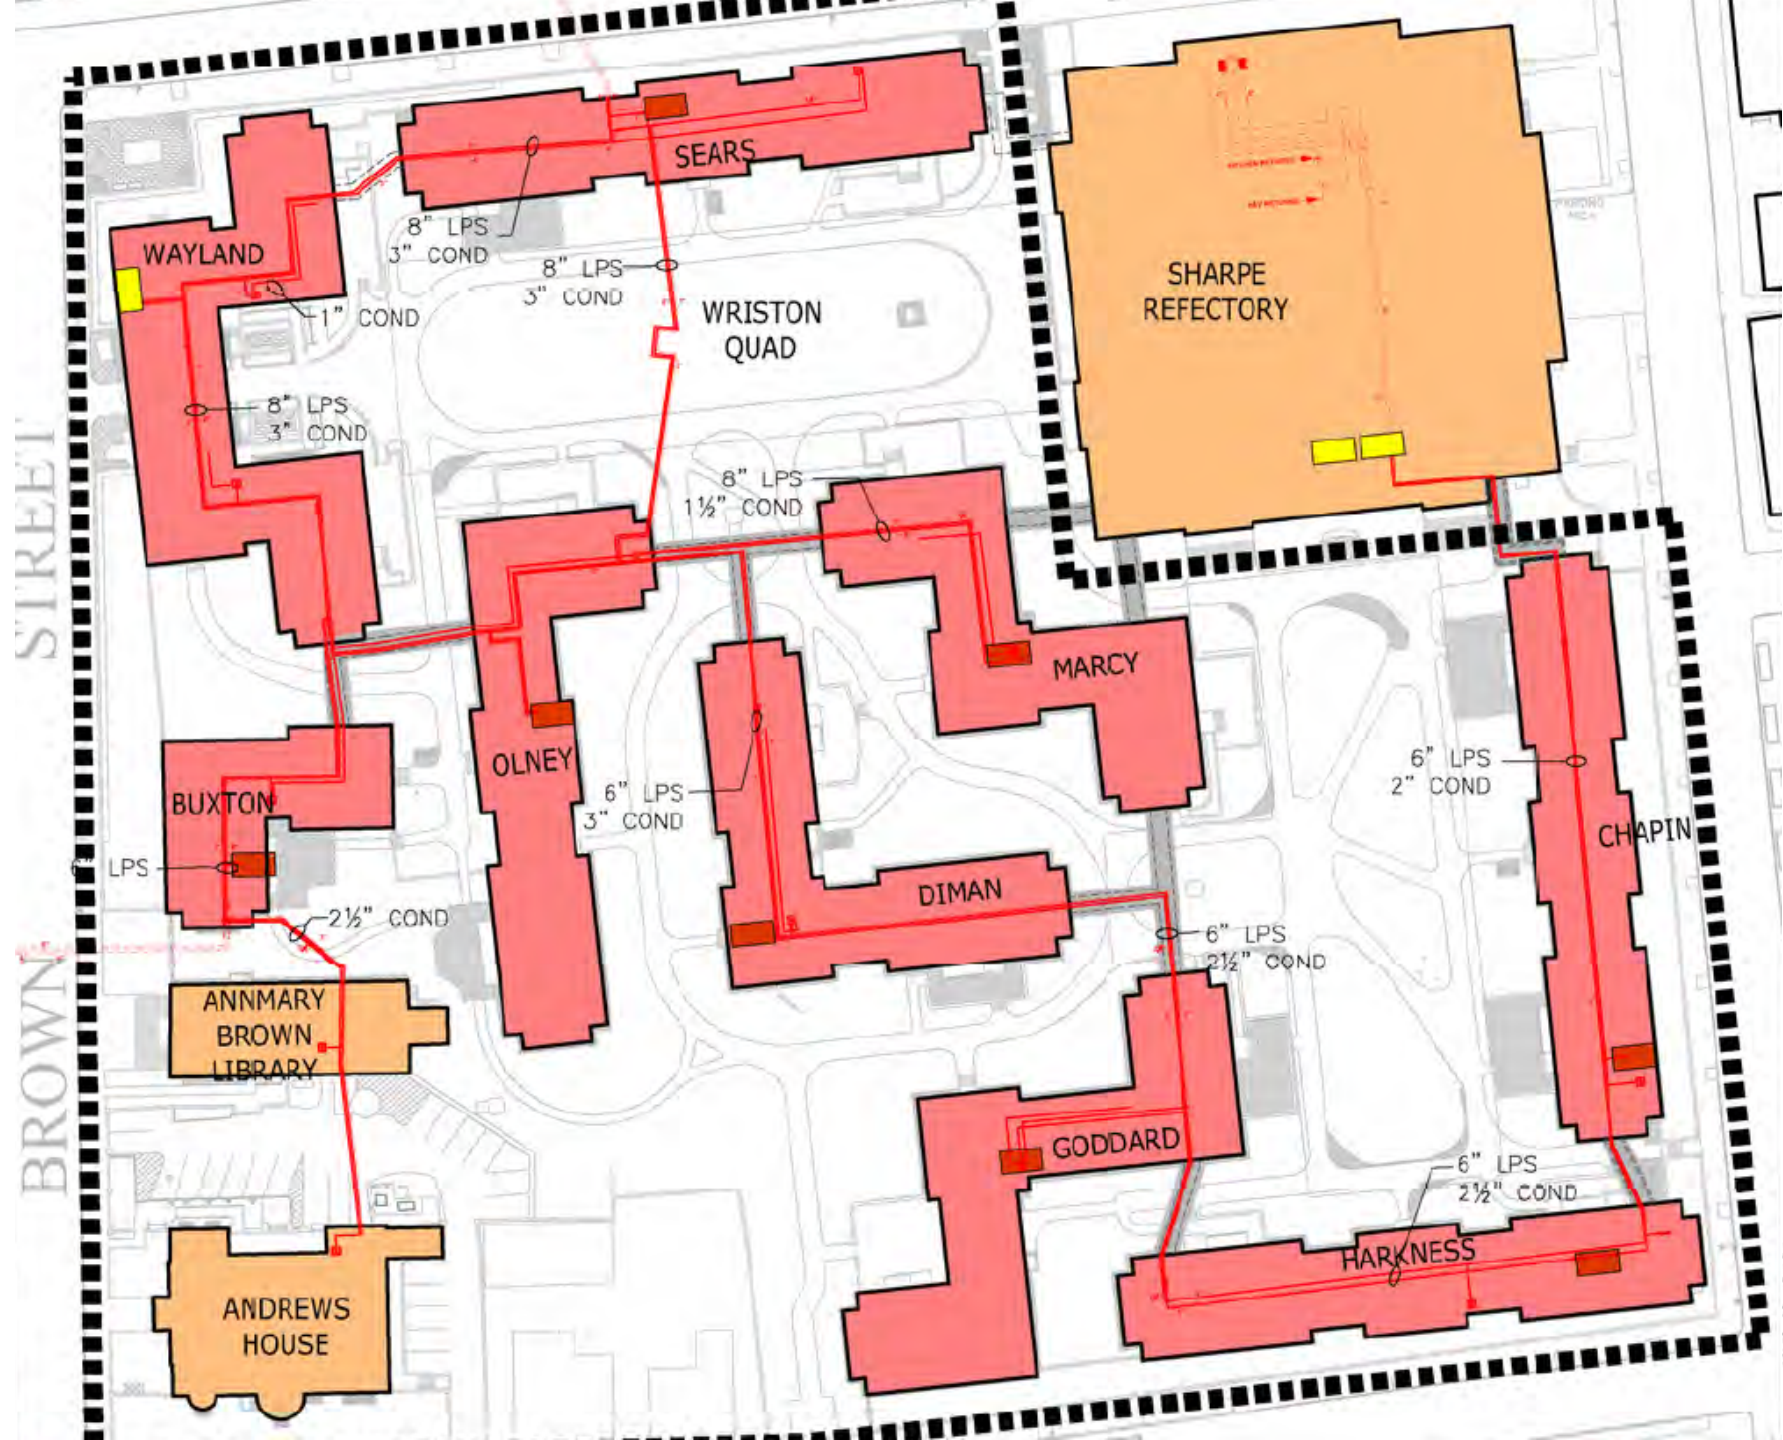 SEARS
8" LPS
3" COND
WAYLAND
8" LPS
3" COND
WRISTON
QUAD
SHARPE
REFECTORY
1" COND
8" LPS
3" COND
8" LPS
1½" COND
STREET
MARCY
OLNEY
6" LPS
3" COND
6" LPS
2" COND
BUXTON
CHAPIN
6" LPS
DIMAN
2½" COND
6" LPS
2½" COND
ANNMARY
BROWN
LIBRARY
BROWN
GODDARD
6" LPS
2½" COND
HARKNESS
ANDREWS
HOUSE